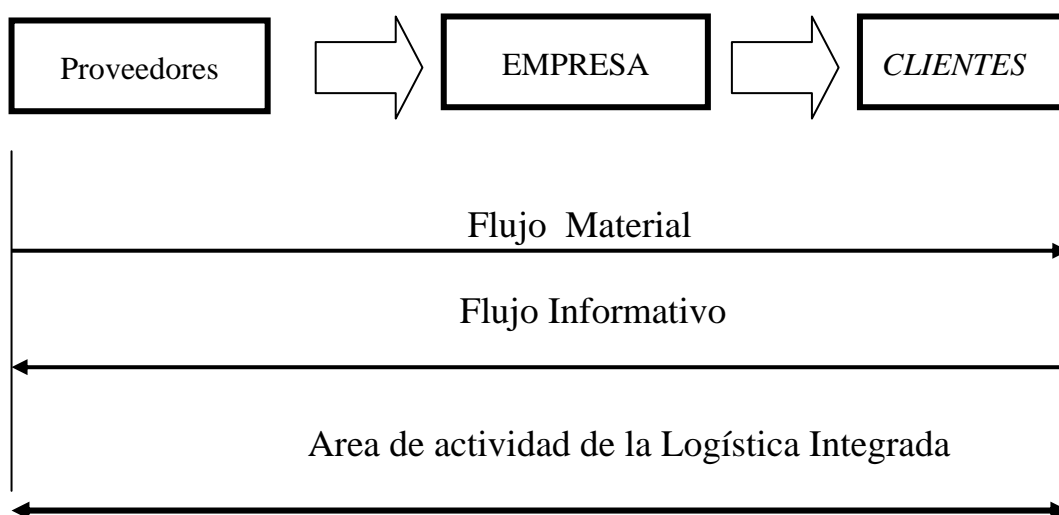 Proveedores
EMPRESA
CLIENTES
Flujo Material
Flujo Informativo
Area de actividad de la Logística Integrada